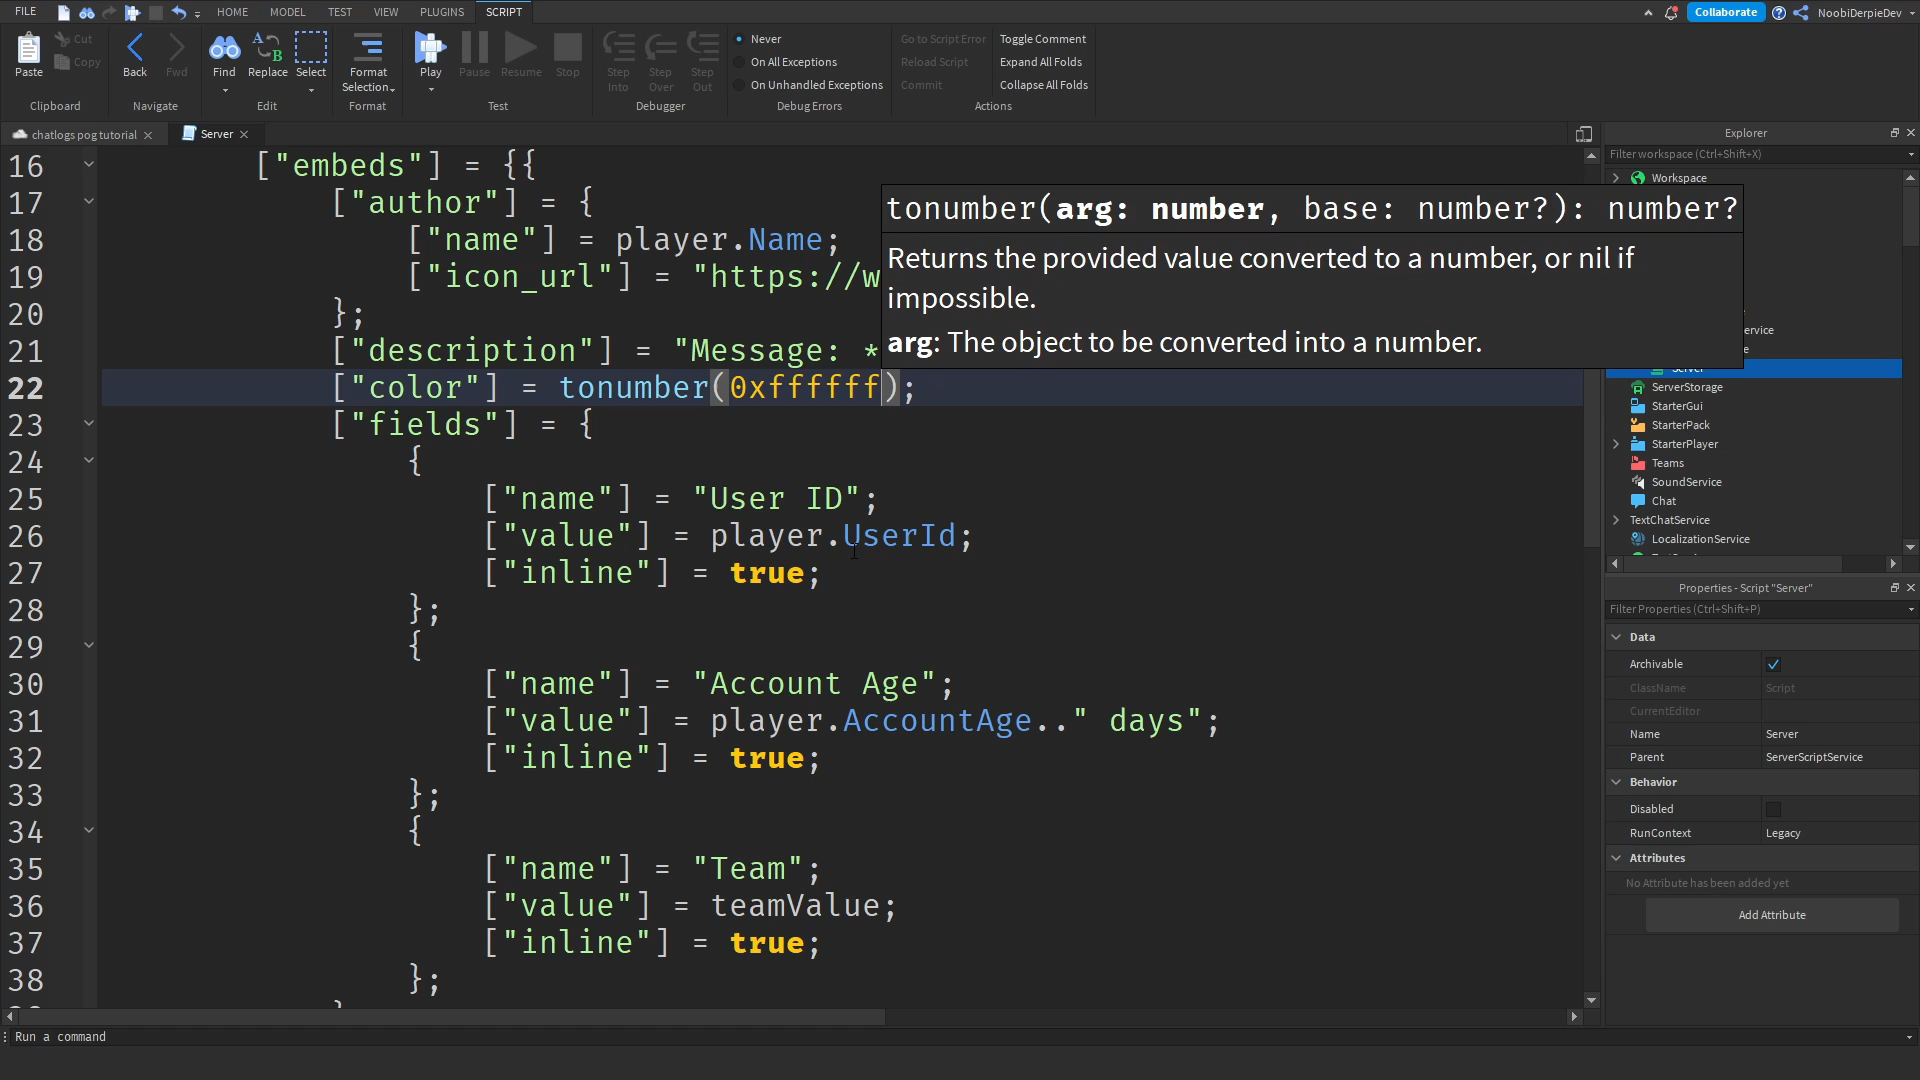 FILE HOME MODEL TEST VIEW PLUGINS SCRIPT Collaborate NoobiDerpieDev
Cut
Copy
Paste
Clipboard
Back Fwd
Navigate
Find Replace Select
Edit
Format
Selection
Format
Play Pause Resume Stop
Test
Step Into Step Over Step Out
Debugger
Never
On All Exceptions
On Unhandled Exceptions
Debug Errors
Go to Script Error Toggle Comment
Reload Script Expand All Folds
Commit Collapse All Folds
Actions
chatlogs pog tutorial Server
16 ["embeds"] = {{
17 ["author"] = {
18 ["name"] = player.Name;
19 ["icon_url"] = "https://w
20 };
21 ["description"] = "Message: *
22 ["color"] = tonumber(0xffffff);
23 ["fields"] = {
24 {
25 ["name"] = "User ID";
26 ["value"] = player.UserId;
27 ["inline"] = true;
28 };
29 {
30 ["name"] = "Account Age";
31 ["value"] = player.AccountAge.." days";
32 ["inline"] = true;
33 };
34 {
35 ["name"] = "Team";
36 ["value"] = teamValue;
37 ["inline"] = true;
38 };
tonumber(arg: number, base: number?): number?
Returns the provided value converted to a number, or nil if
impossible.
arg: The object to be converted into a number.
Run a command
Explorer
Filter workspace (Ctrl+Shift+X)
Workspace
ervice
e
Server
ServerStorage
StarterGui
StarterPack
StarterPlayer
Teams
SoundService
Chat
TextChatService
LocalizationService
Properties - Script "Server"
Filter Properties (Ctrl+Shift+P)
Data
Archivable
ClassName Script
CurrentEditor
Name Server
Parent ServerScriptService
Behavior
Disabled
RunContext Legacy
Attributes
No Attribute has been added yet
Add Attribute